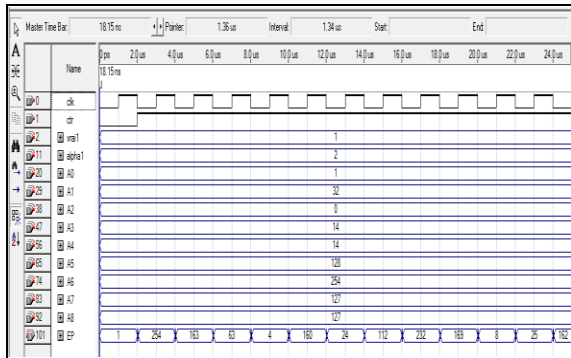 Master Time Bar: 18.15 ns Pointer: 1.36 us Interval: 1.34 us Start: End:
Name
0 ps 2.0 us 4.0 us 6.0 us 8.0 us 10.0 us 12.0 us 14.0 us 16.0 us 18.0 us 20.0 us 22.0 us 24.0 us
18.15 ns
0 clk
1 ctr
2 vrai1 1
11 alpha1 2
20 A0 1
29 A1 32
38 A2 0
47 A3 14
56 A4 14
65 A5 128
74 A6 254
83 A7 127
92 A8 127
101 EP 1 254 163 63 4 160 24 112 232 169 8 25 162